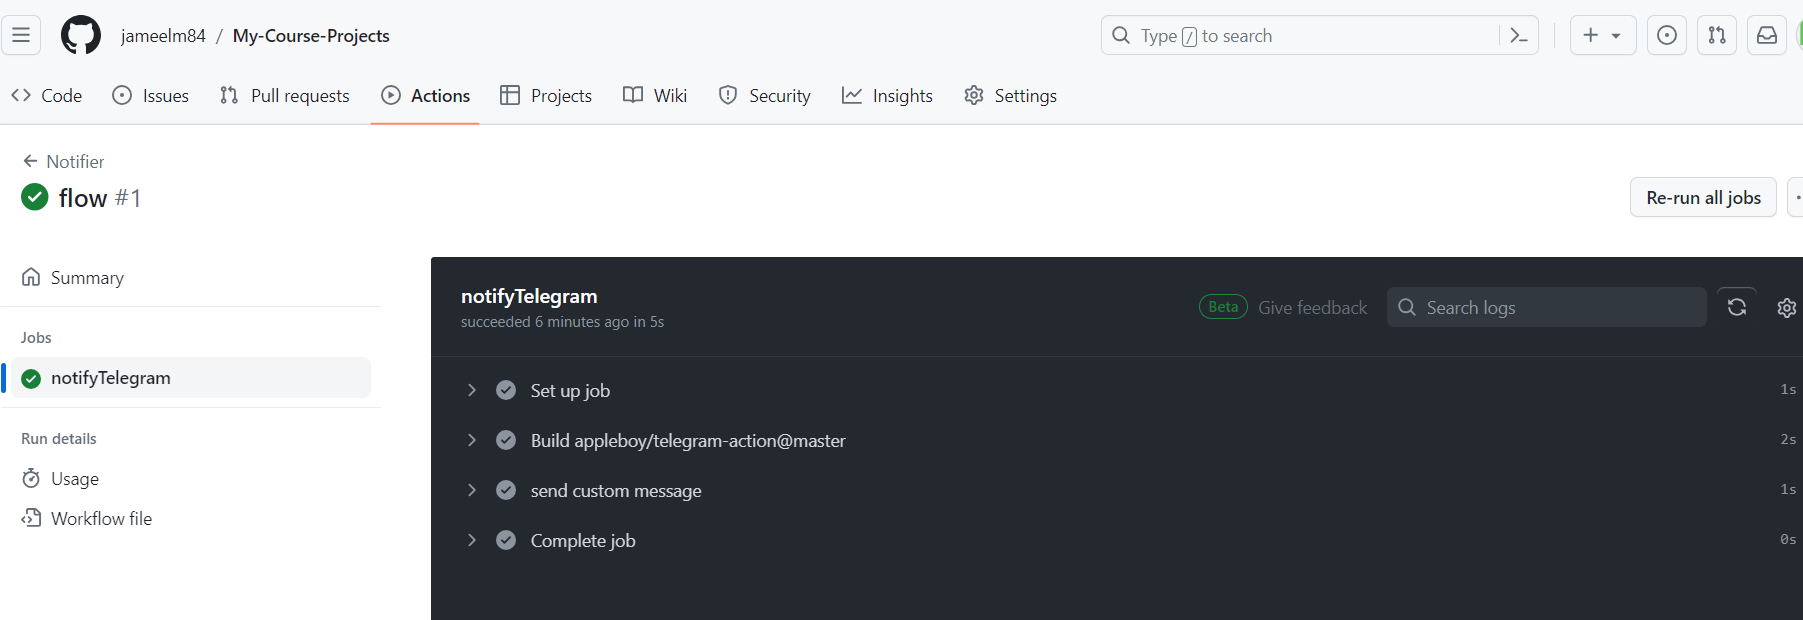 jameelm84 / My-Course-Projects
Type / to search
Code
Issues
Pull requests
Actions
Projects
Wiki
Security
Insights
Settings
Notifier
flow #1
Re-run all jobs
Summary
Jobs
notifyTelegram
Run details
Usage
Workflow file
notifyTelegram
succeeded 6 minutes ago in 5s
Beta
Give feedback
Search logs
Set up job
1s
Build appleboy/telegram-action@master
2s
send custom message
1s
Complete job
0s